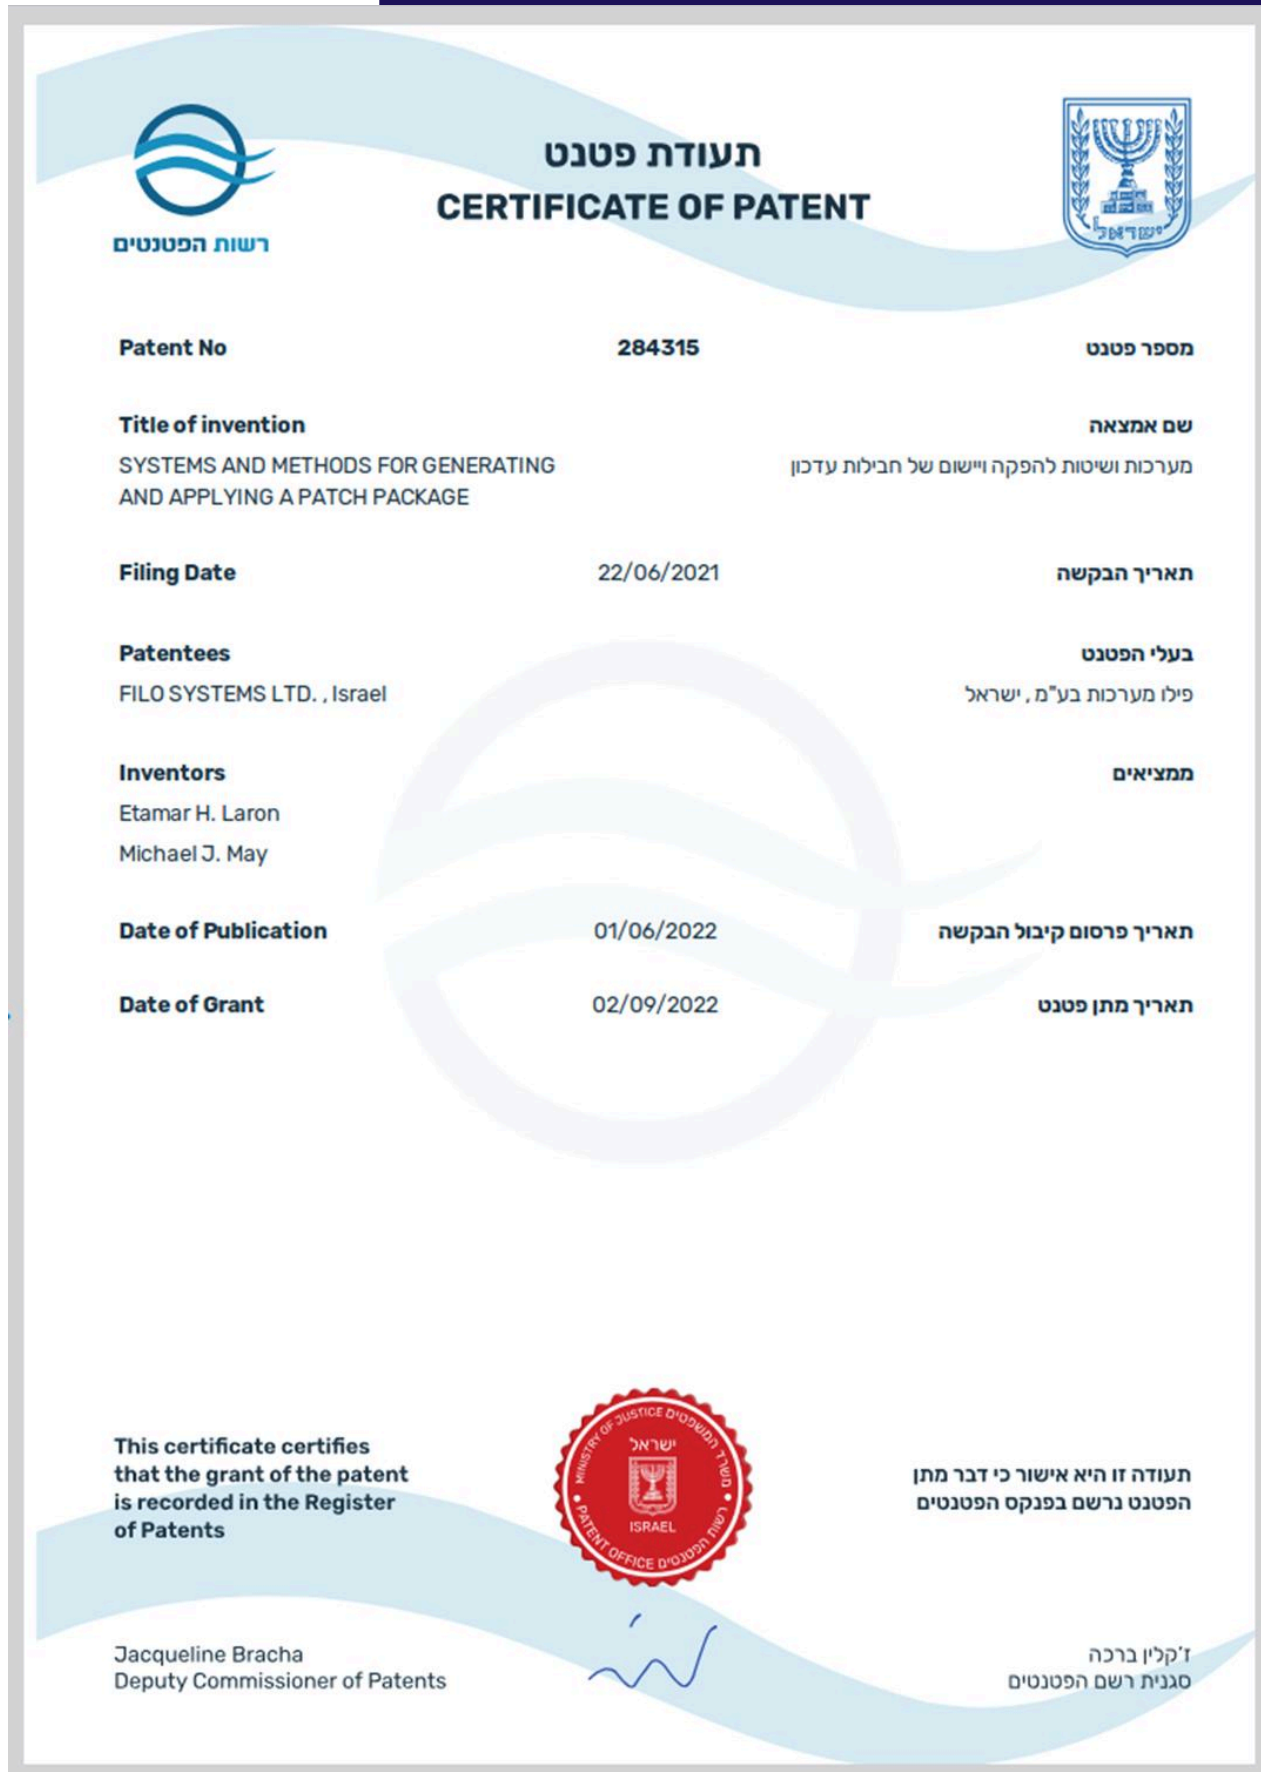 תעודת פטנט
CERTIFICATE OF PATENT
רשות הפטנטים
ישראל
Patent No 284315 מספר פטנט
Title of invention שם אמצאה
SYSTEMS AND METHODS FOR GENERATING מערכות ושיטות להפקה ויישום של חבילות עדכון
AND APPLYING A PATCH PACKAGE
Filing Date 22/06/2021 תאריך הבקשה
Patentees בעלי הפטנט
FILO SYSTEMS LTD. , Israel פילו מערכות בע"מ , ישראל
Inventors ממציאים
Etamar H. Laron
Michael J. May
Date of Publication 01/06/2022 תאריך פרסום קיבול הבקשה
Date of Grant 02/09/2022 תאריך מתן פטנט
This certificate certifies
that the grant of the patent
is recorded in the Register
of Patents
MINISTRY OF JUSTICE משרד המשפטים
ישראל
ISRAEL
PATENT OFFICE רשות הפטנטים
תעודה זו היא אישור כי דבר מתן
הפטנט נרשם בפנקס הפטנטים
Jacqueline Bracha
Deputy Commissioner of Patents
ז'קלין ברכה
סגנית רשם הפטנטים